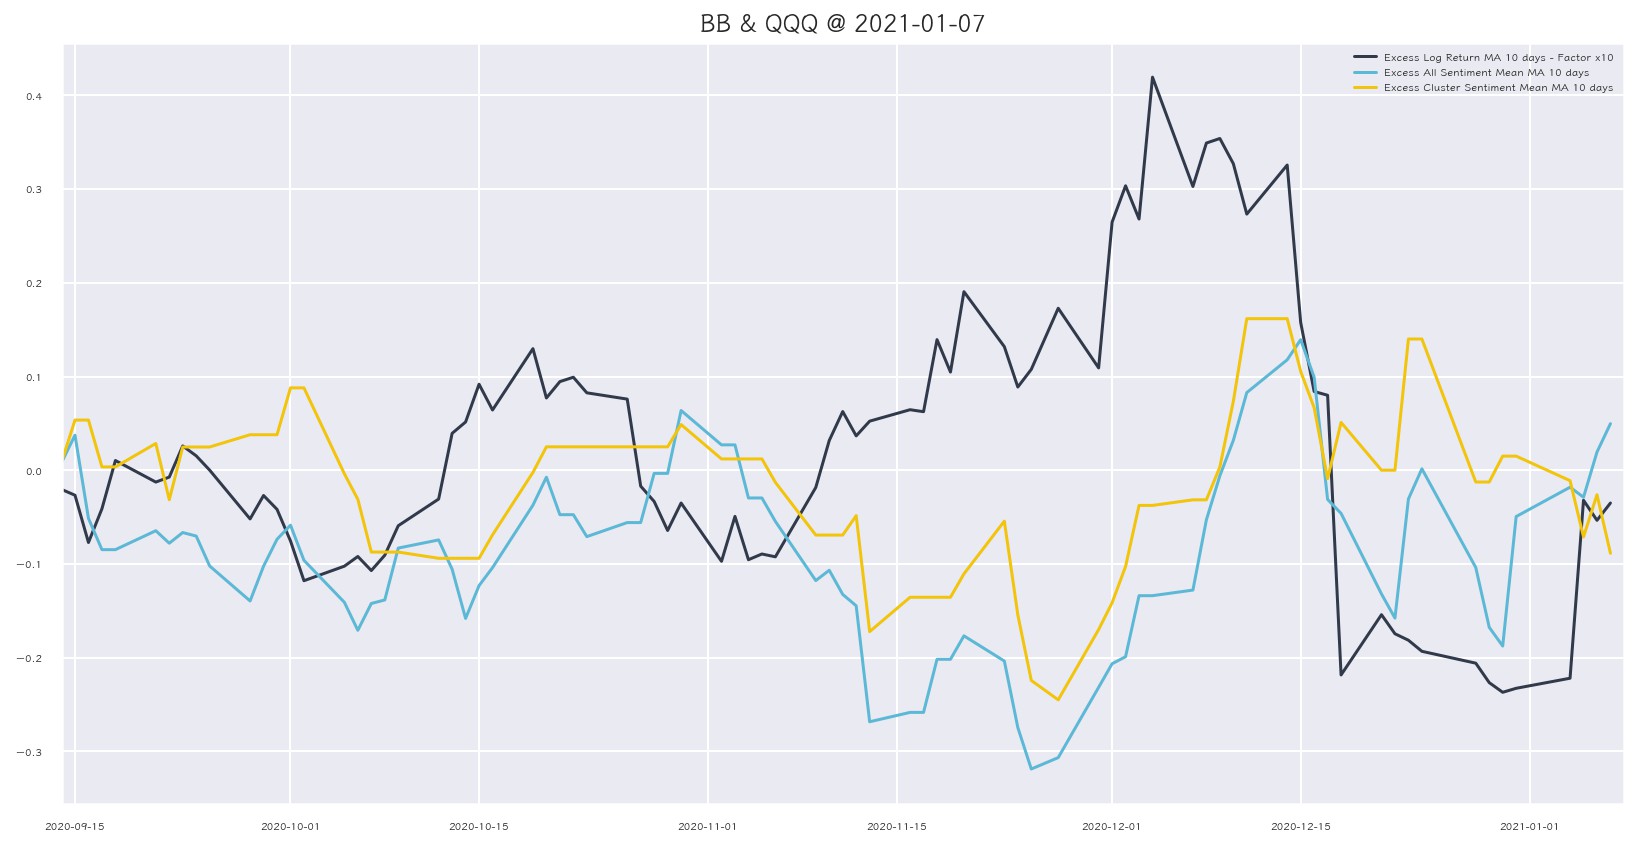 BB & QQQ @ 2021-01-07
Excess Log Return MA 10 days - Factor x10
Excess All Sentiment Mean MA 10 days
Excess Cluster Sentiment Mean MA 10 days
0.4
0.3
0.2
0.1
0.0
−0.1
−0.2
−0.3
2020-09-15 2020-10-01 2020-10-15 2020-11-01 2020-11-15 2020-12-01 2020-12-15 2021-01-01